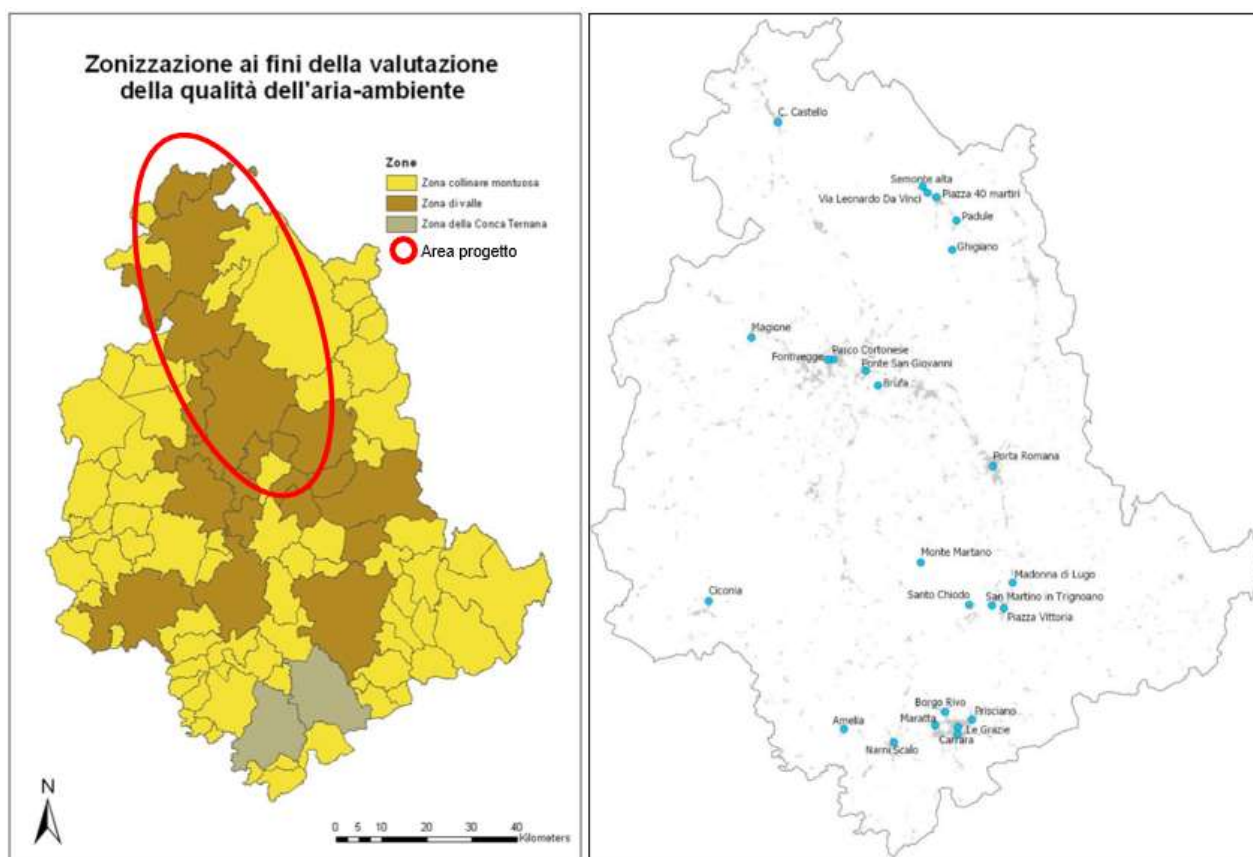 Zonizzazione ai fini della valutazione
della qualità dell'aria-ambiente
Zone
Zona collinare montuosa
Zona di valle
Zona della Conca Ternana
Area progetto
N
0 5 10 20 30 40
Kilometers
C. Castello
Semonte alta
Via Leonardo Da Vinci
Piazza 40 martiri
Padule
Ghigiano
Magione
Fontivegge
Pasco Cortonese
Ponte San Giovanni
Brufa
Porta Romana
Monte Martano
Madonna di Lugo
Ciconia
Santo Chiodo
San Martino in Trignoano
Piazza Vittoria
Borgo Rivo
Prisciano
Amelia
Maratta
Le Grazie
Carrara
Narni Scalo